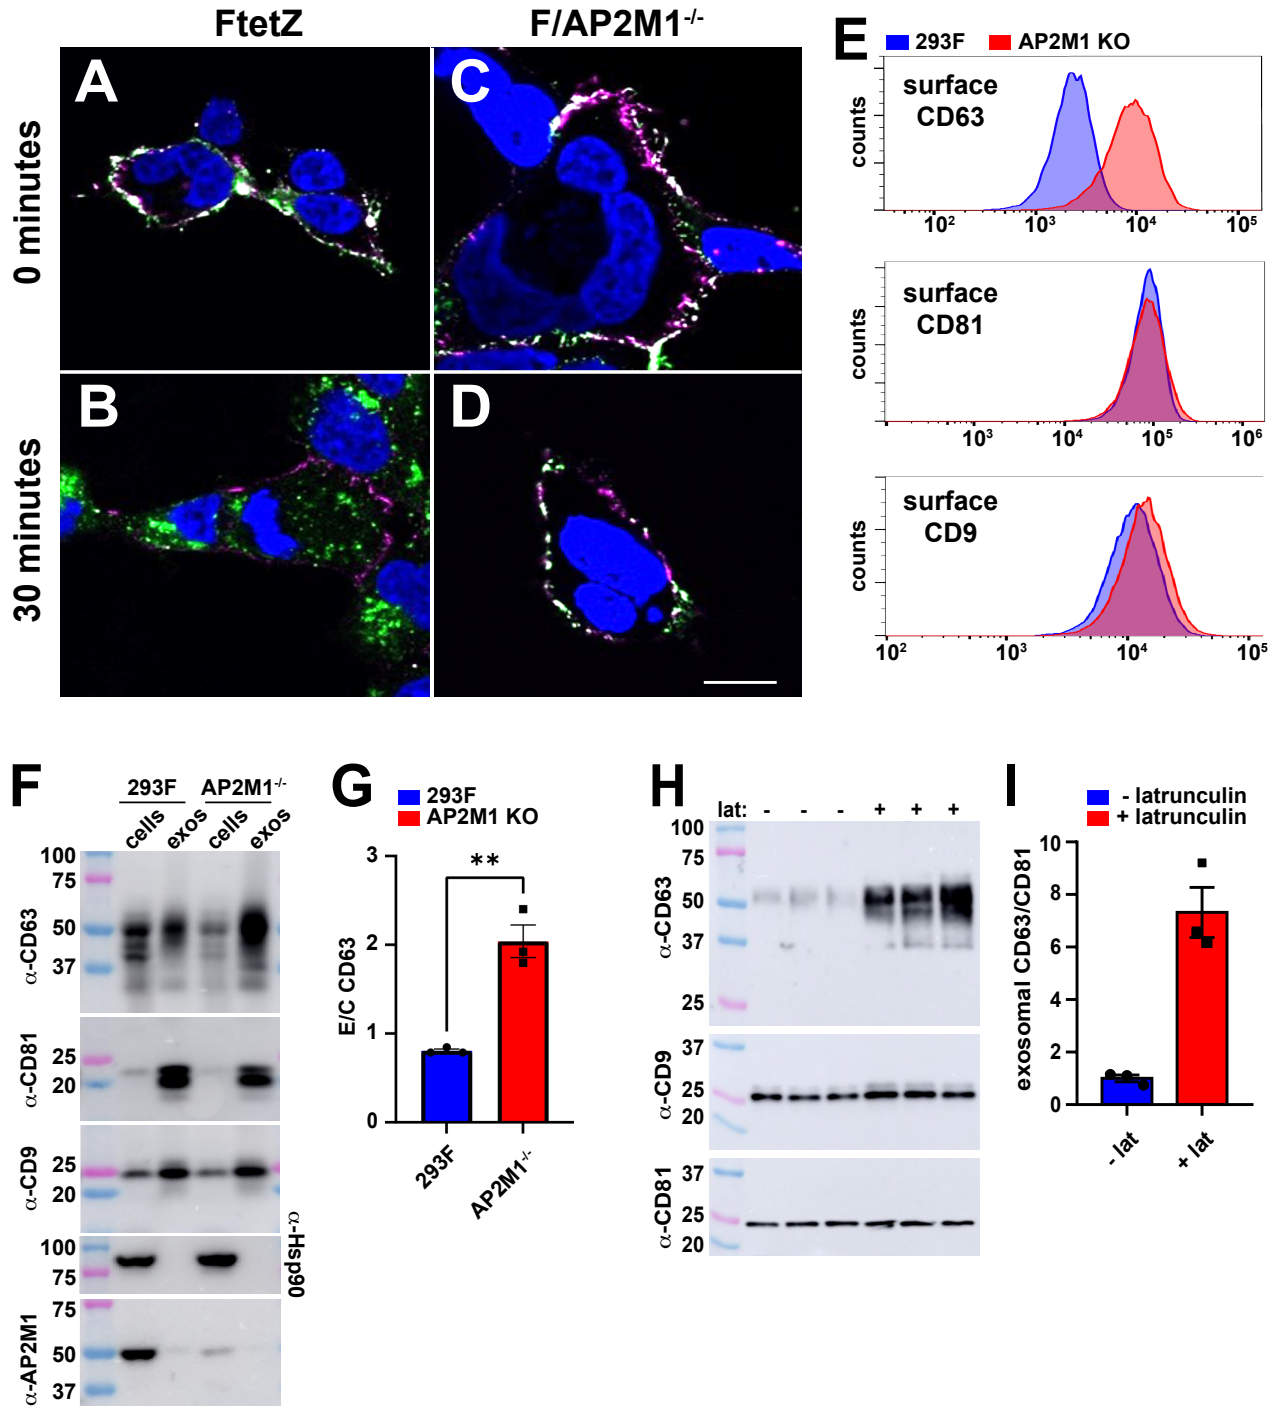 FtetZ
F/AP2M1-/-
0 minutes
30 minutes
A
B
C
D
E
293F
AP2M1 KO
surface
CD63
counts
10² 10³ 10⁴ 10⁵
surface
CD81
counts
10³ 10⁴ 10⁵ 10⁶
surface
CD9
counts
10² 10³ 10⁴ 10⁵
F
293F AP2M1-/-
cells exos cells exos
α-CD63
100
75
50
37
α-CD81
25
20
α-CD9
25
20
α-Hsp90
100
75
α-AP2M1
75
50
37
G
293F
AP2M1 KO
E/C CD63
3
2
1
0
**
293F
AP2M1-/-
H
lat: - - - + + +
α-CD63
100
75
50
37
25
α-CD9
37
25
20
α-CD81
37
25
20
I
- latrunculin
+ latrunculin
exosomal CD63/CD81
10
8
6
4
2
0
- lat
+ lat